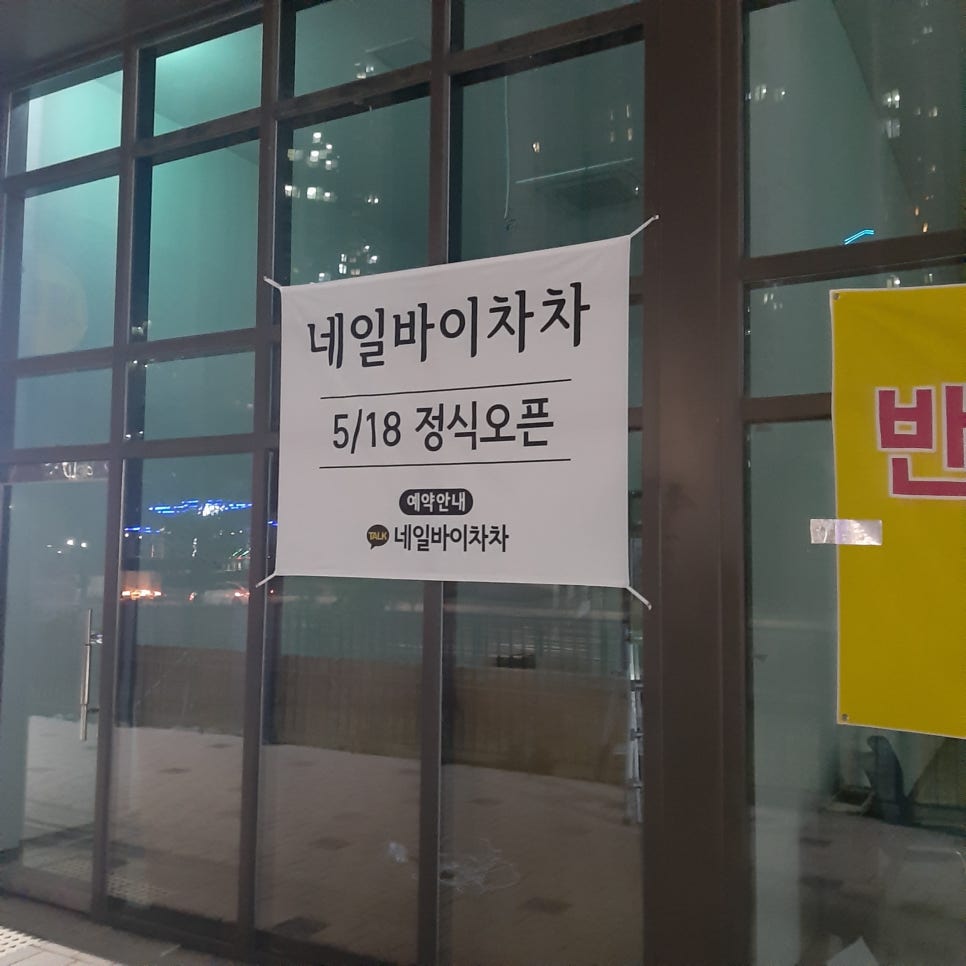 네일바이차차
5/18 정식오픈
예약안내
TALK 네일바이차차
반